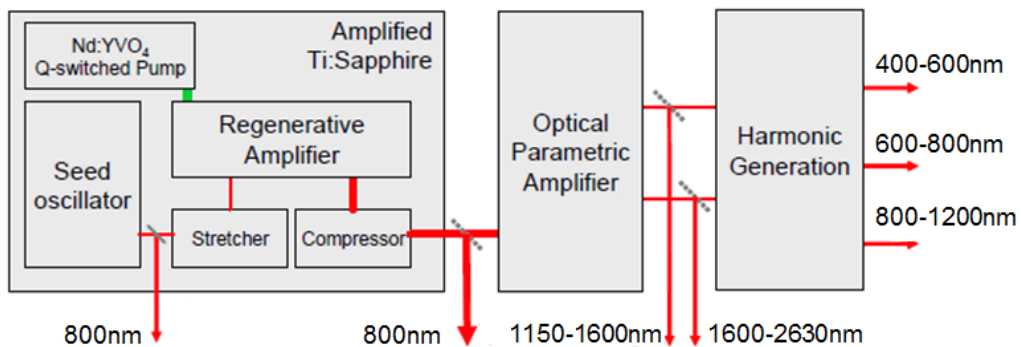 Nd:YVO₄
Q-switched Pump
Amplified
Ti:Sapphire
Seed
oscillator
Regenerative
Amplifier
Stretcher
Compressor
Optical
Parametric
Amplifier
Harmonic
Generation
400-600nm
600-800nm
800-1200nm
800nm
800nm
1150-1600nm
1600-2630nm